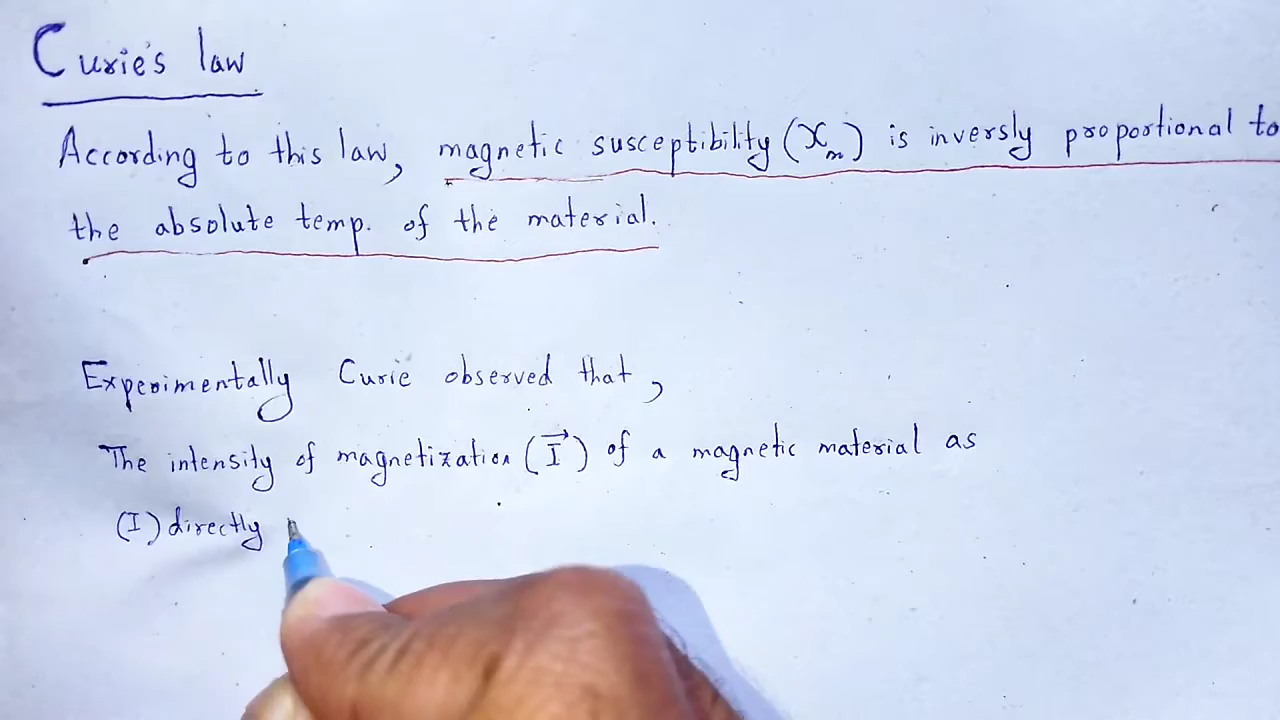 Curie's law
According to this law, magnetic susceptibility (χm) is inversly proportional to
the absolute temp. of the material.
Experimentally Curie observed that,
The intensity of magnetization (I⃗) of a magnetic material as
(I) directly